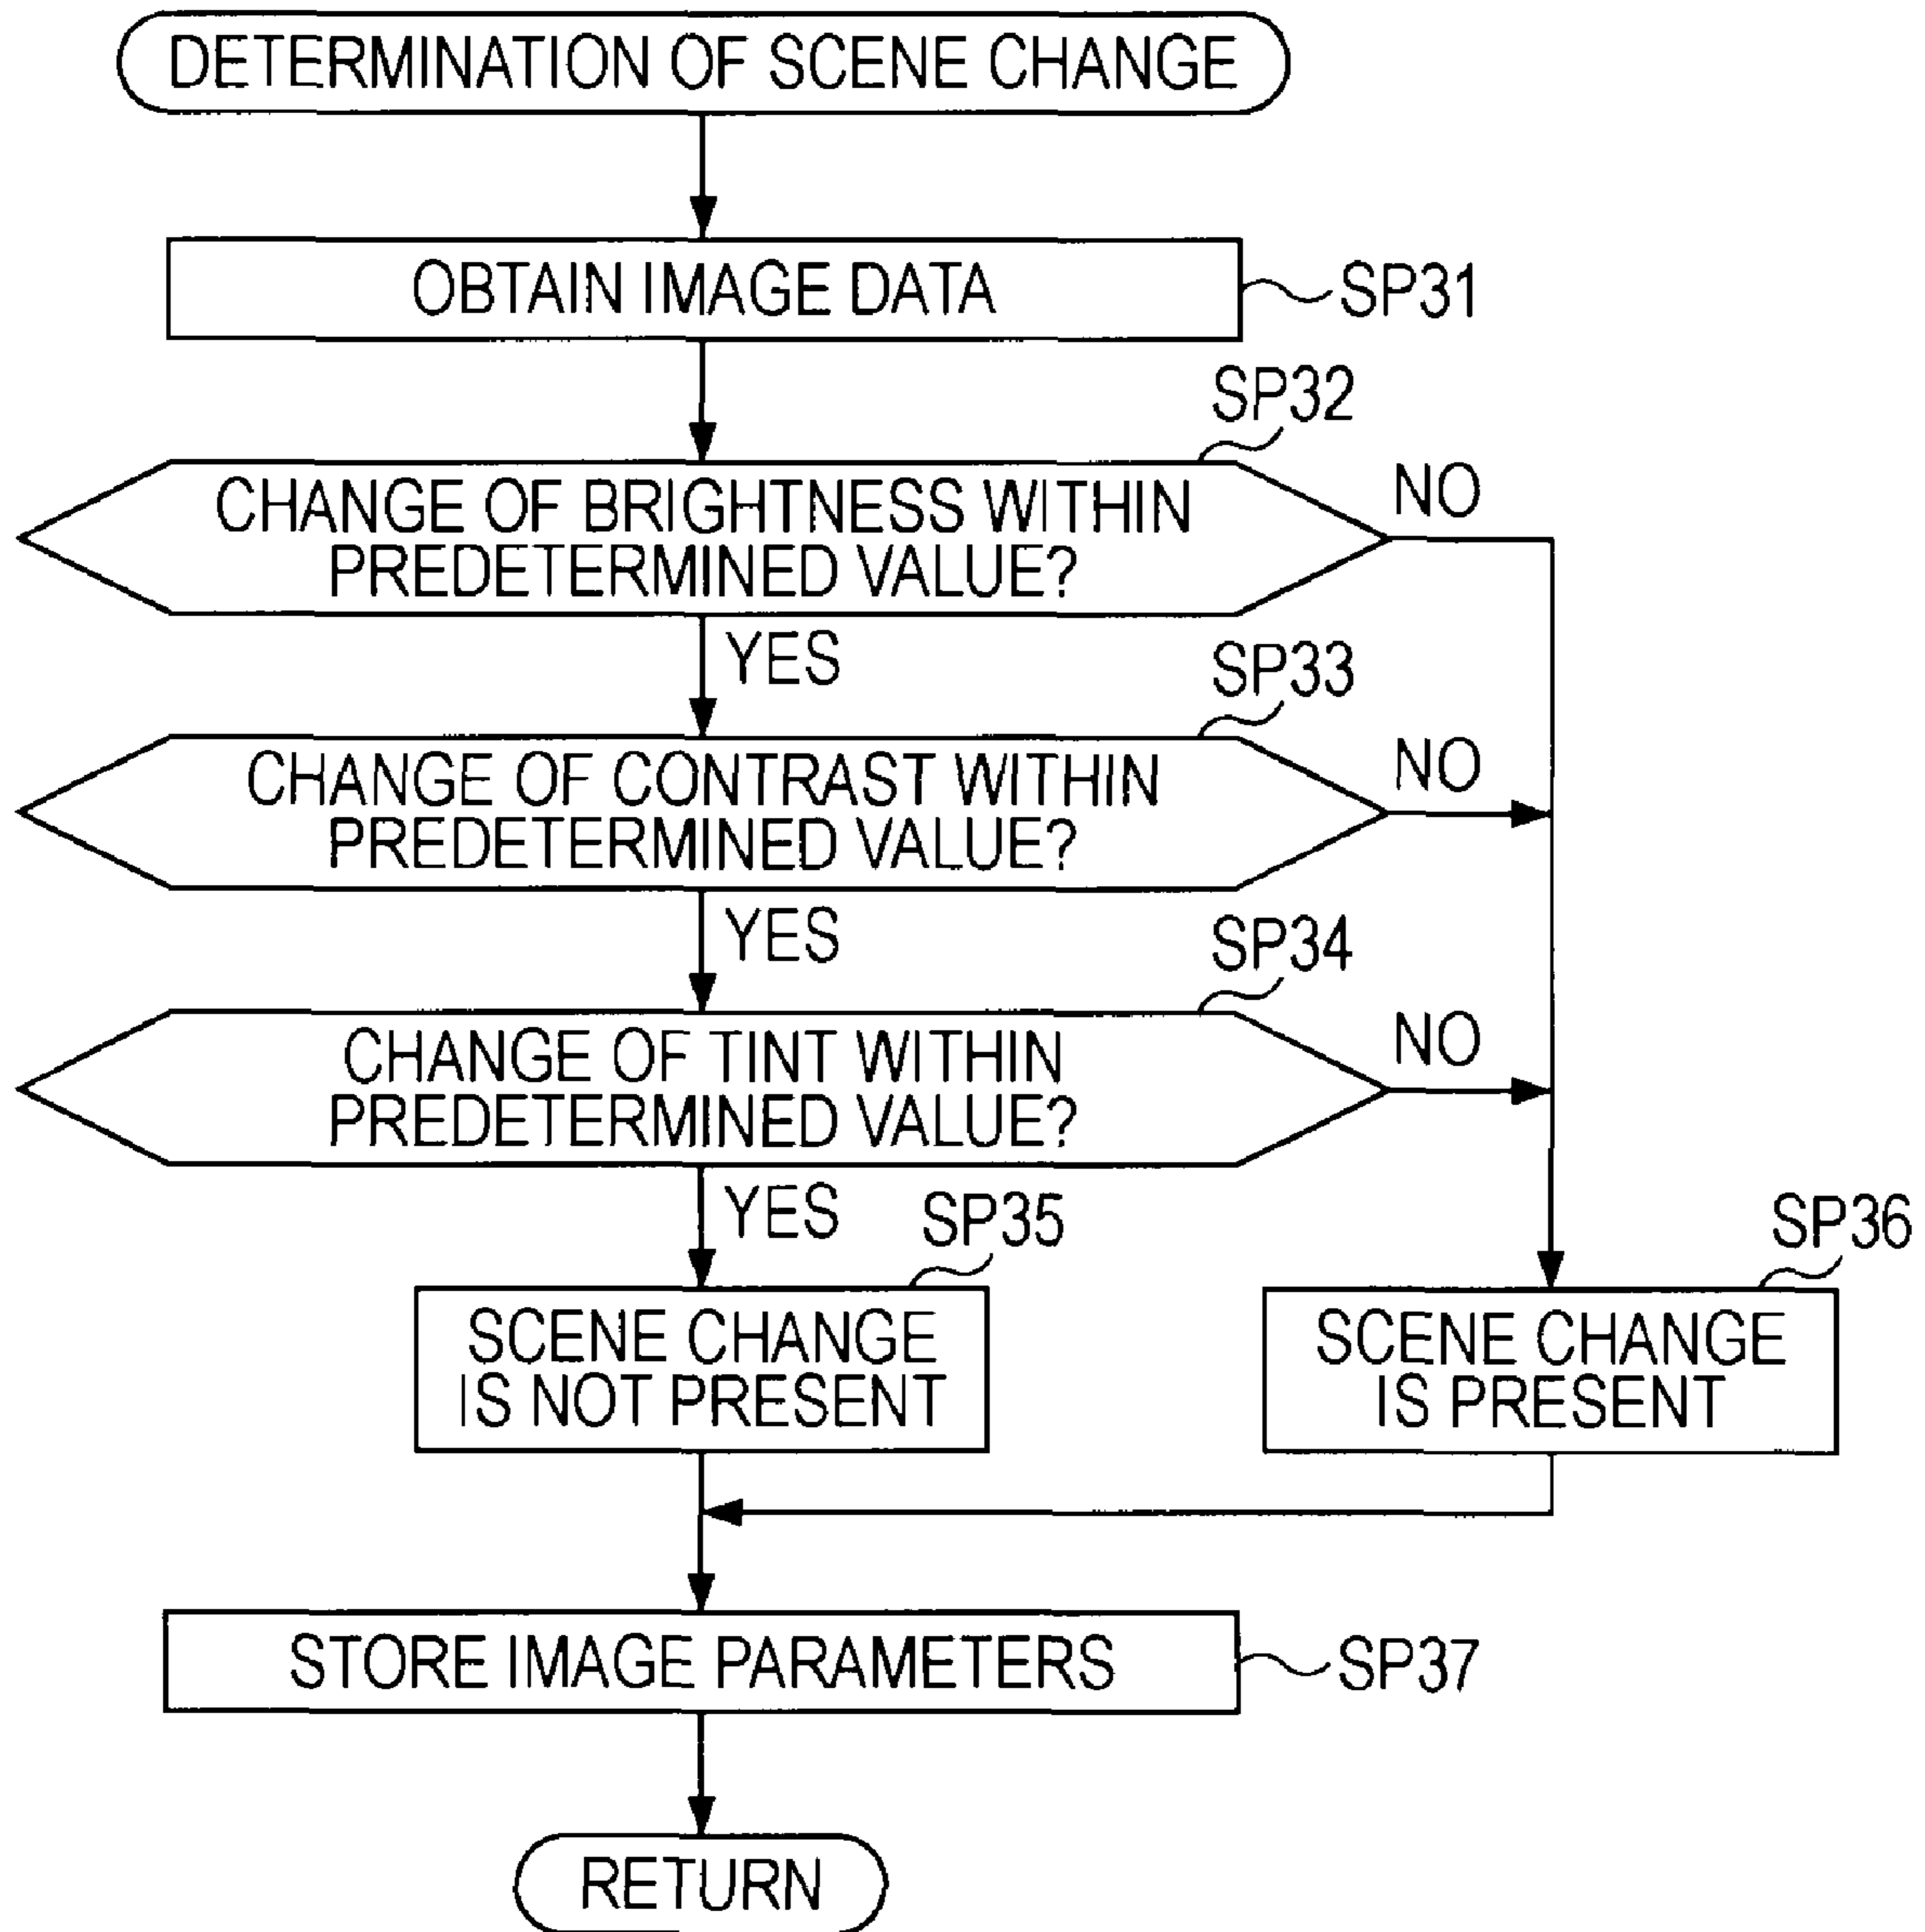 DETERMINATION OF SCENE CHANGE
OBTAIN IMAGE DATA
SP31
SP32
CHANGE OF BRIGHTNESS WITHIN
PREDETERMINED VALUE?
NO
YES
SP33
CHANGE OF CONTRAST WITHIN
PREDETERMINED VALUE?
NO
YES
SP34
CHANGE OF TINT WITHIN
PREDETERMINED VALUE?
NO
YES
SP35
SCENE CHANGE
IS NOT PRESENT
SP36
SCENE CHANGE
IS PRESENT
STORE IMAGE PARAMETERS
SP37
RETURN